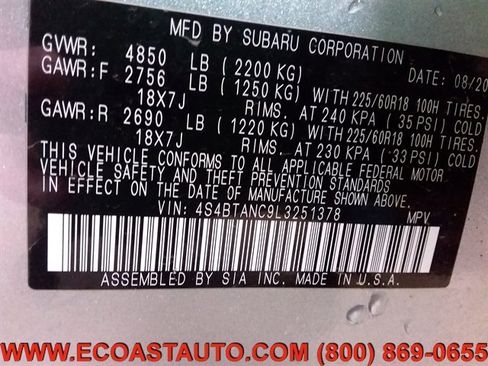 MFD BY SUBARU CORPORATION
GVWR: 4850 LB (2200 KG) DATE: 08/20
GAWR:F 2756 LB (1250 KG) WITH 225/60R18 100H TIRES.
18X7J RIMS. AT 240 KPA (35 PSI) COLD
GAWR:R 2690 LB (1220 KG) WITH 225/60R18 100H TIRES.
18X7J RIMS. AT 230 KPA (33 PSI) COLD
THIS VEHICLE CONFORMS TO ALL APPLICABLE FEDERAL MOTOR
VEHICLE SAFETY AND THEFT PREVENTION STANDARDS
IN EFFECT ON THE DATE OF MANUFACTURE SHOWN ABOVE.
VIN: 4S4BTANC9L3251378 MPV
ASSEMBLED BY SIA INC. MADE IN U.S.A.
WWW.ECOASTAUTO.COM (800) 869-0655